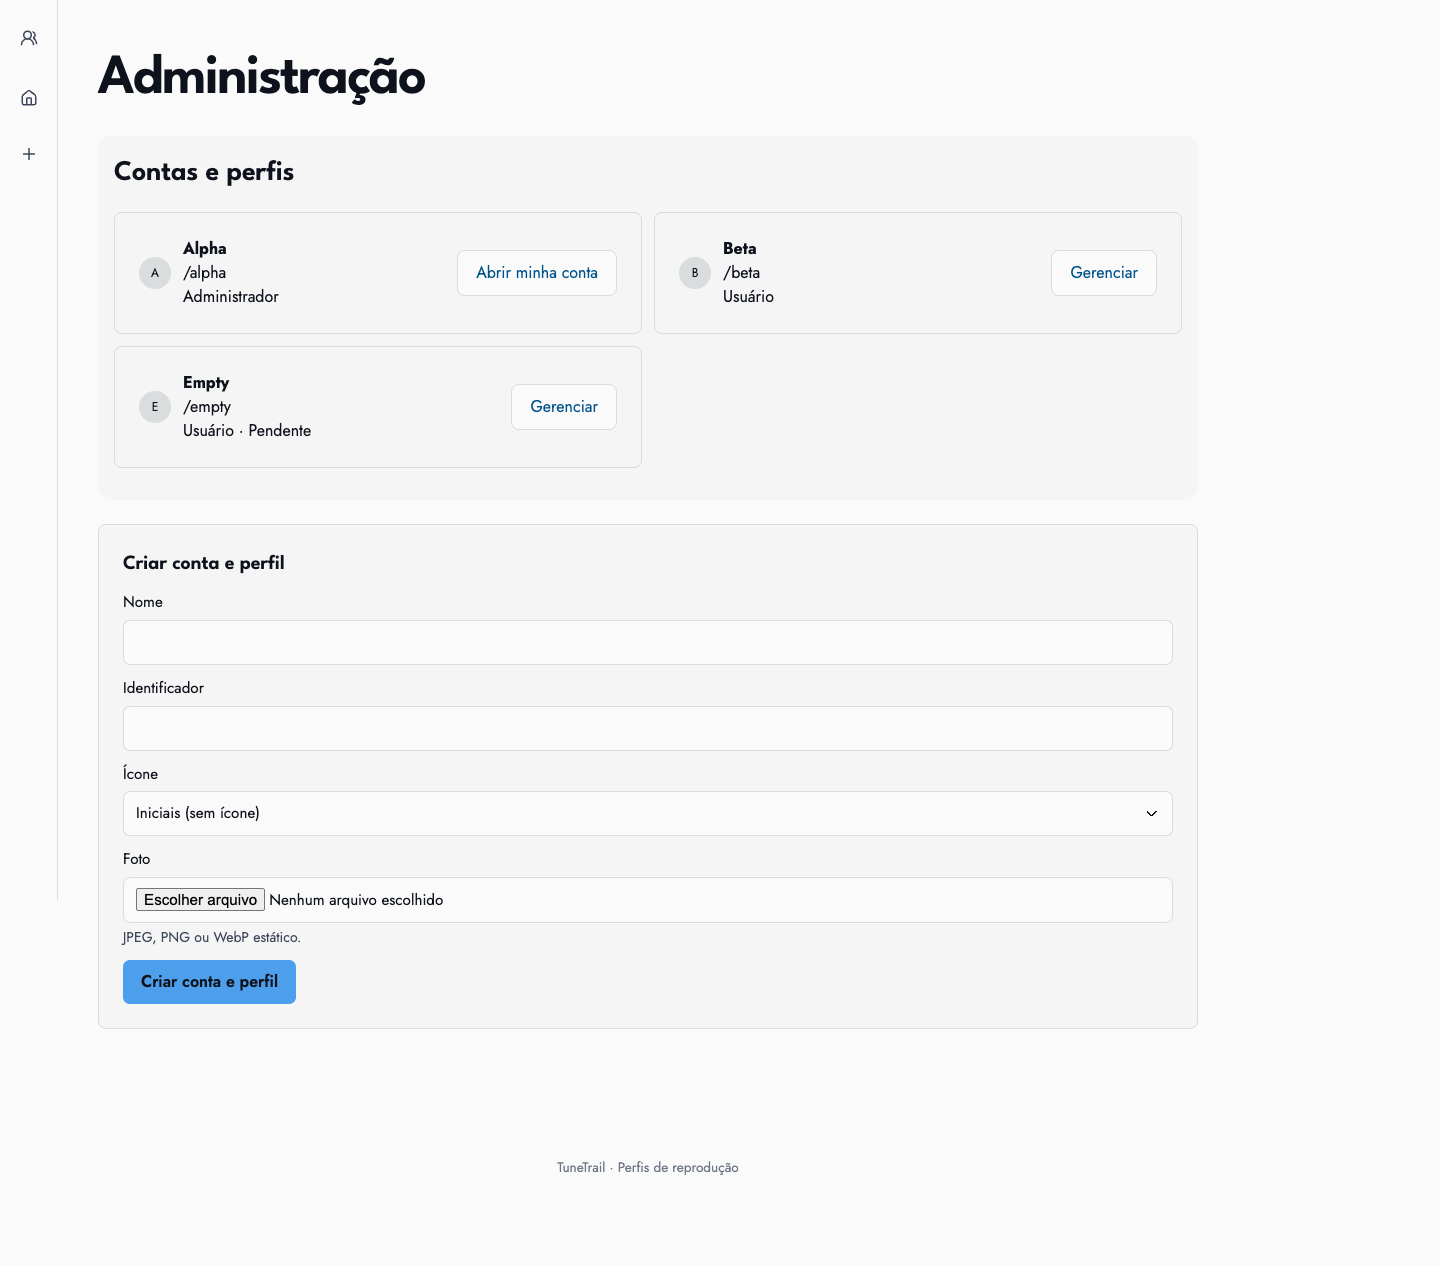 Administração
Contas e perfis
A
Alpha
/alpha
Administrador
Abrir minha conta
B
Beta
/beta
Usuário
Gerenciar
E
Empty
/empty
Usuário · Pendente
Gerenciar
Criar conta e perfil
Nome
Identificador
Ícone
Iniciais (sem ícone)
Foto
Escolher arquivo Nenhum arquivo escolhido
JPEG, PNG ou WebP estático.
Criar conta e perfil
TuneTrail · Perfis de reprodução